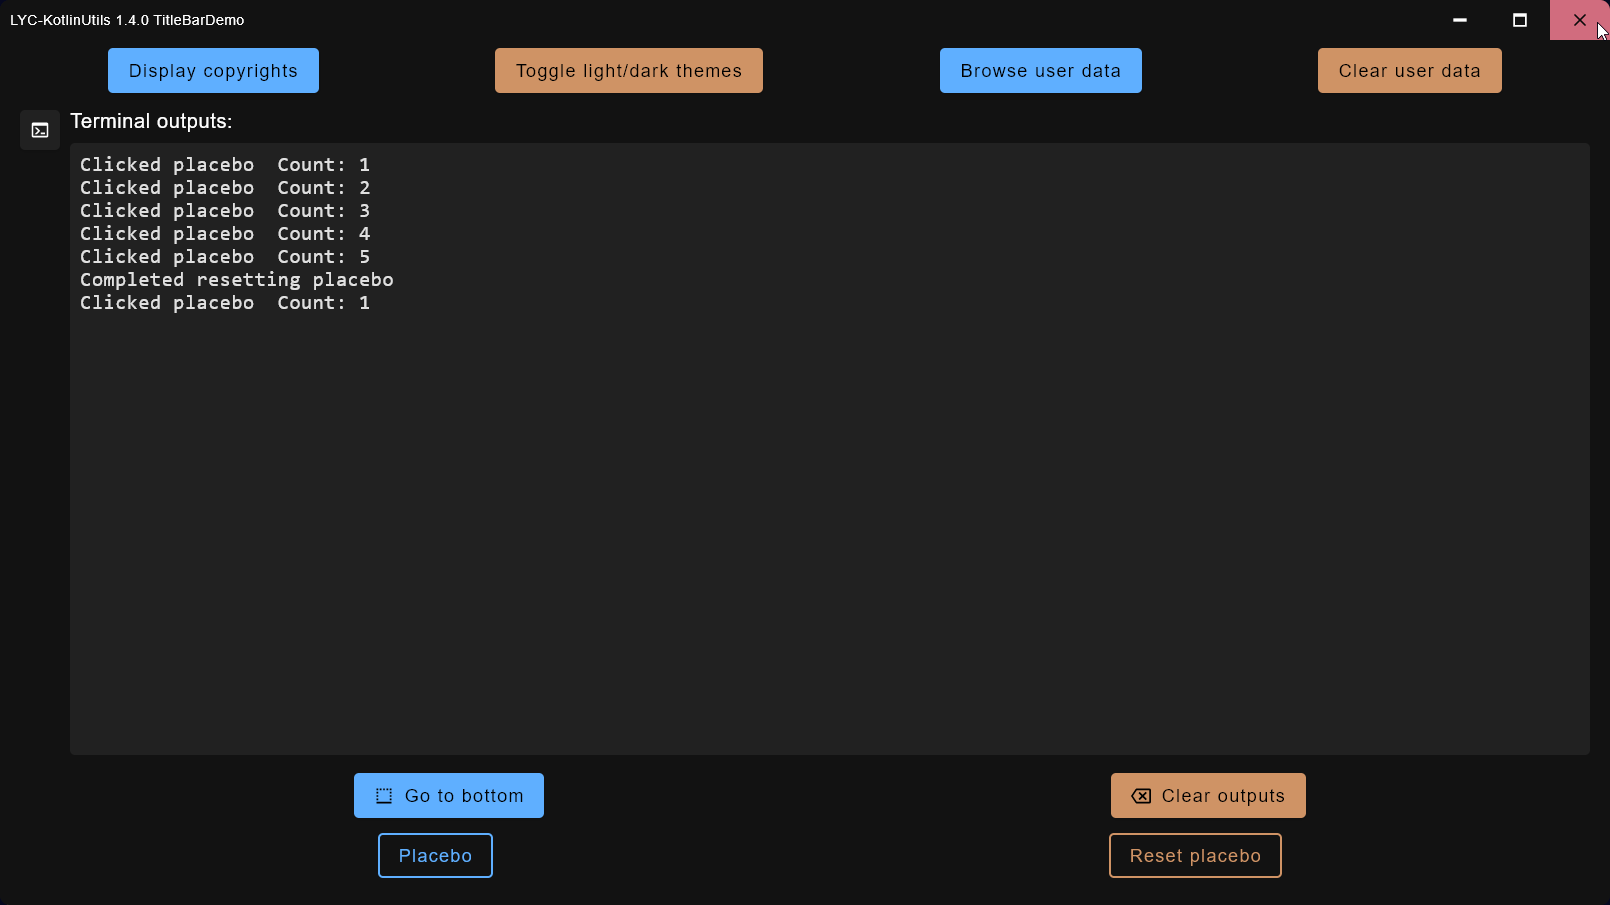 LYC-KotlinUtils 1.4.0 TitleBarDemo
Display copyrights
Toggle light/dark themes
Browse user data
Clear user data
Terminal outputs:
Clicked placebo  Count: 1
Clicked placebo  Count: 2
Clicked placebo  Count: 3
Clicked placebo  Count: 4
Clicked placebo  Count: 5
Completed resetting placebo
Clicked placebo  Count: 1
Go to bottom
Clear outputs
Placebo
Reset placebo